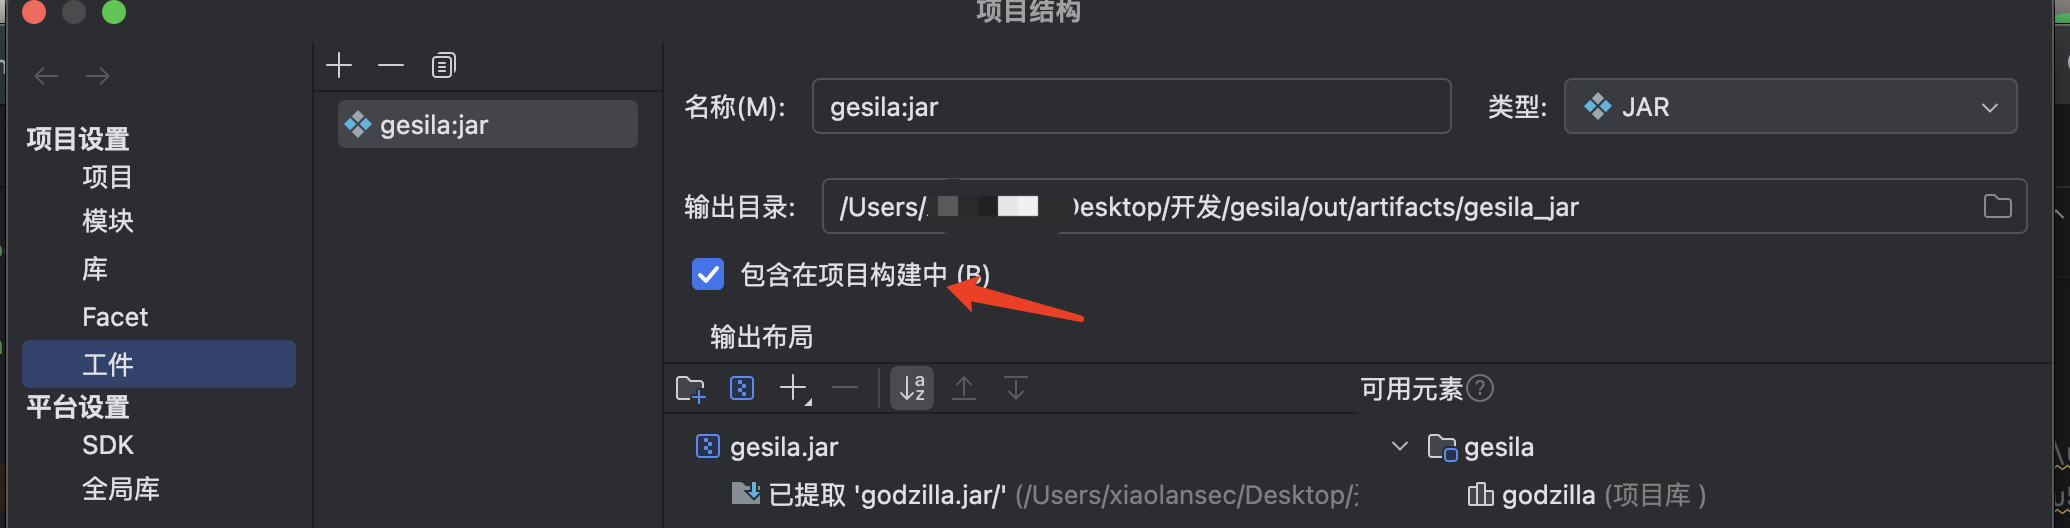 项目结构
项目设置
项目
模块
库
Facet
工件
平台设置
SDK
全局库
gesila:jar
名称(M): gesila:jar 类型: JAR
输出目录: /Users/ Desktop/开发/gesila/out/artifacts/gesila_jar
包含在项目构建中 (B)
输出布局
可用元素
gesila.jar
已提取 'godzilla.jar/' (/Users/xiaolansec/Desktop/
gesila
godzilla (项目库)